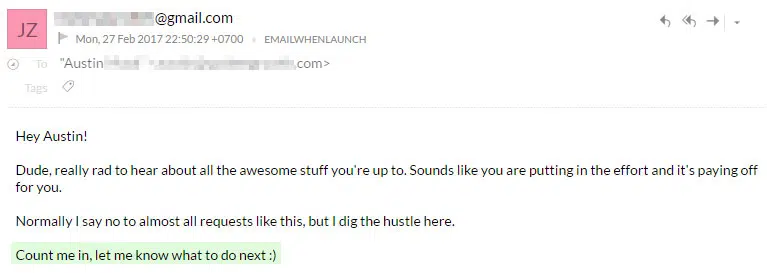 JZ
@gmail.com
Mon, 27 Feb 2017 22:50:29 +0700 EMAILWHENLAUNCH
To "Austin .com>
Tags
Hey Austin!
Dude, really rad to hear about all the awesome stuff you're up to. Sounds like you are putting in the effort and it's paying off
for you.
Normally I say no to almost all requests like this, but I dig the hustle here.
Count me in, let me know what to do next :)